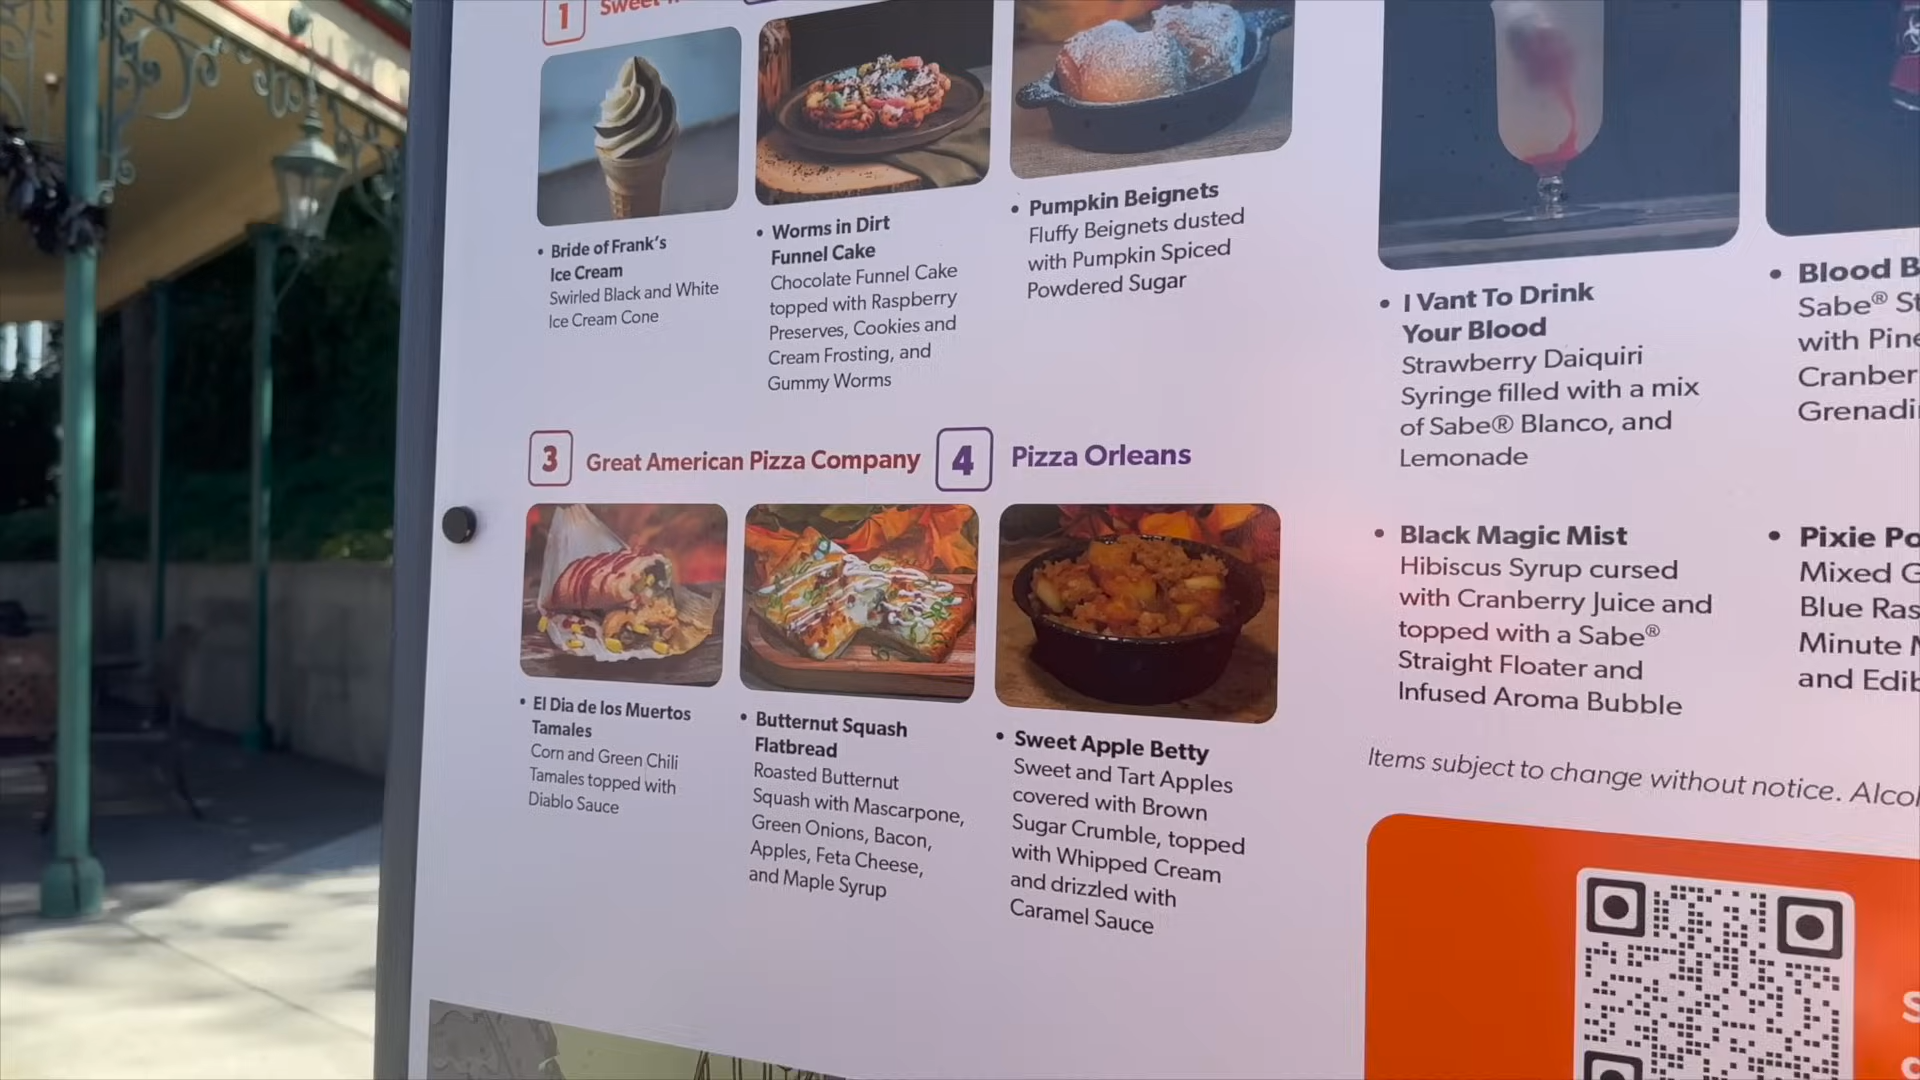 1 Sweet
• Bride of Frank's
Ice Cream
Swirled Black and White
Ice Cream Cone
• Worms in Dirt
Funnel Cake
Chocolate Funnel Cake
topped with Raspberry
Preserves, Cookies and
Cream Frosting, and
Gummy Worms
• Pumpkin Beignets
Fluffy Beignets dusted
with Pumpkin Spiced
Powdered Sugar
3 Great American Pizza Company
4 Pizza Orleans
• El Dia de los Muertos
Tamales
Corn and Green Chili
Tamales topped with
Diablo Sauce
• Butternut Squash
Flatbread
Roasted Butternut
Squash with Mascarpone,
Green Onions, Bacon,
Apples, Feta Cheese,
and Maple Syrup
• Sweet Apple Betty
Sweet and Tart Apples
covered with Brown
Sugar Crumble, topped
with Whipped Cream
and drizzled with
Caramel Sauce
• I Vant To Drink
Your Blood
Strawberry Daiquiri
Syringe filled with a mix
of Sabe® Blanco, and
Lemonade
• Blood B
Sabe® St
with Pine
Cranber
Grenadi
• Black Magic Mist
Hibiscus Syrup cursed
with Cranberry Juice and
topped with a Sabe®
Straight Floater and
Infused Aroma Bubble
• Pixie Po
Mixed G
Blue Ras
Minute M
and Edib
Items subject to change without notice. Alcoh